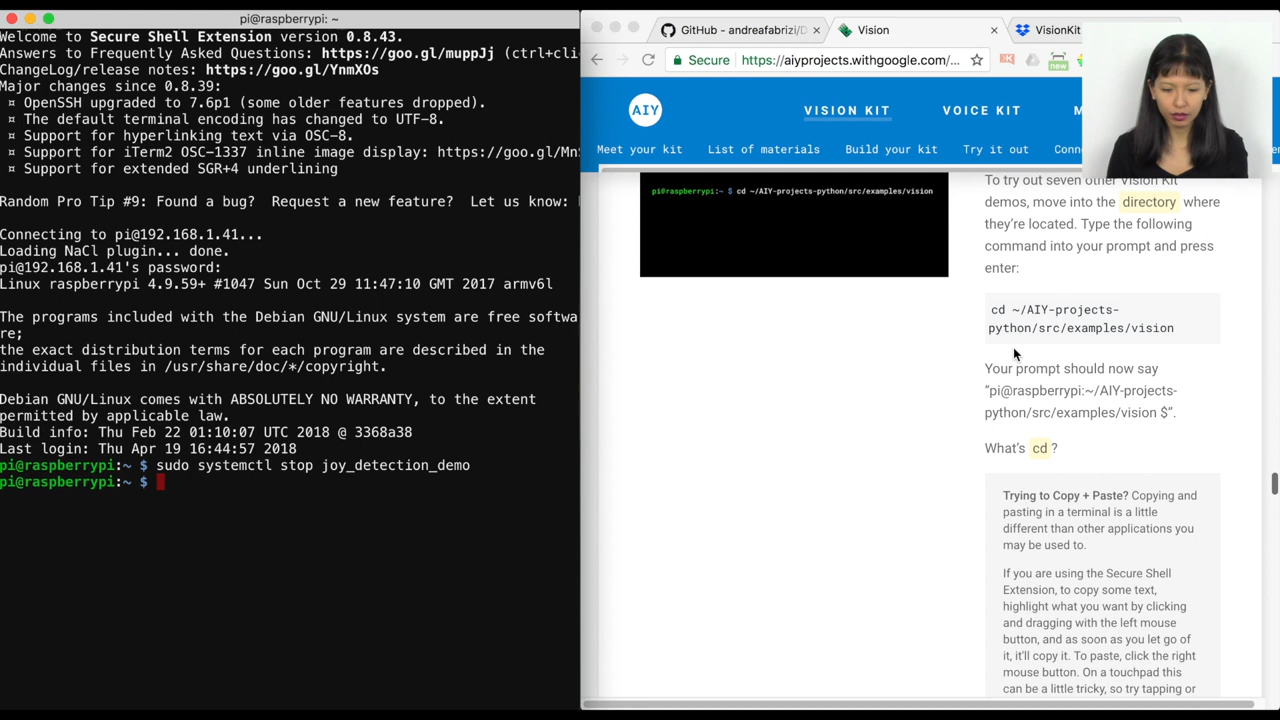 pi@raspberrypi: ~
Welcome to Secure Shell Extension version 0.8.43.
Answers to Frequently Asked Questions: https://goo.gl/muppJj (ctrl+cli
ChangeLog/release notes: https://goo.gl/YnmXOs
Major changes since 0.8.39:
¤ OpenSSH upgraded to 7.6p1 (some older features dropped).
¤ The default terminal encoding has changed to UTF-8.
¤ Support for hyperlinking text via OSC-8.
¤ Support for iTerm2 OSC-1337 inline image display: https://goo.gl/MnS
¤ Support for extended SGR+4 underlining
Random Pro Tip #9: Found a bug?  Request a new feature?  Let us know:
Connecting to pi@192.168.1.41...
Loading NaCl plugin... done.
pi@192.168.1.41's password:
Linux raspberrypi 4.9.59+ #1047 Sun Oct 29 11:47:10 GMT 2017 armv6l
The programs included with the Debian GNU/Linux system are free softwa
re;
the exact distribution terms for each program are described in the
individual files in /usr/share/doc/*/copyright.
Debian GNU/Linux comes with ABSOLUTELY NO WARRANTY, to the extent
permitted by applicable law.
Build info: Thu Feb 22 01:10:07 UTC 2018 @ 3368a38
Last login: Thu Apr 19 16:44:57 2018
pi@raspberrypi:~ $ sudo systemctl stop joy_detection_demo
pi@raspberrypi:~ $
GitHub - andreafabrizi/D
Vision
VisionKit
Secure https://aiyprojects.withgoogle.com/...
new
AIY
VISION KIT
VOICE KIT
M
Meet your kit
List of materials
Build your kit
Try it out
Conn
pi@raspberrypi:~ $ cd ~/AIY-projects-python/src/examples/vision
To try out seven other Vision Kit
demos, move into the directory where
they're located. Type the following
command into your prompt and press
enter:
cd ~/AIY-projects-
python/src/examples/vision
Your prompt should now say
"pi@raspberrypi:~/AIY-projects-
python/src/examples/vision $".
What's cd ?
Trying to Copy + Paste? Copying and
pasting in a terminal is a little
different than other applications you
may be used to.
If you are using the Secure Shell
Extension, to copy some text,
highlight what you want by clicking
and dragging with the left mouse
button, and as soon as you let go of
it, it'll copy it. To paste, click the right
mouse button. On a touchpad this
can be a little tricky, so try tapping or